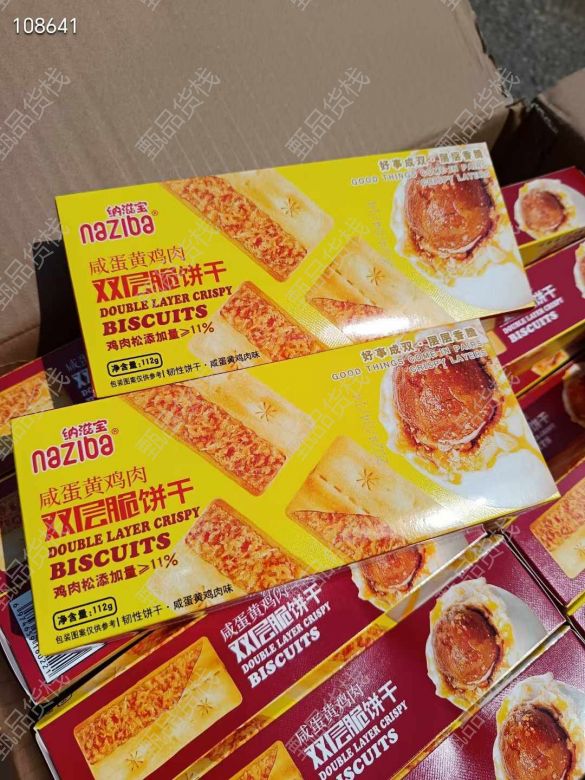 108641
甄品货栈
好事成双·层层香脆
GOOD THINGS COME IN PAIRS
CRISPY LAYERS
纳滋宝®
naziba
咸蛋黄鸡肉
双层脆饼干
DOUBLE LAYER CRISPY
BISCUITS
鸡肉松添加量≥11%
净含量:112g
包装图案仅供参考 韧性饼干·咸蛋黄鸡肉味
好事成双·层层香脆
GOOD THINGS COME IN PAIRS
CRISPY LAYERS
纳滋宝®
naziba
咸蛋黄鸡肉
双层脆饼干
DOUBLE LAYER CRISPY
BISCUITS
鸡肉松添加量≥11%
净含量:112g
包装图案仅供参考 韧性饼干·咸蛋黄鸡肉味
咸蛋黄鸡肉
双层脆饼干
DOUBLE LAYER CRISPY
BISCUITS
咸蛋黄鸡肉
双层脆饼干
DOUBLE LAYER CRISPY
BISCUITS